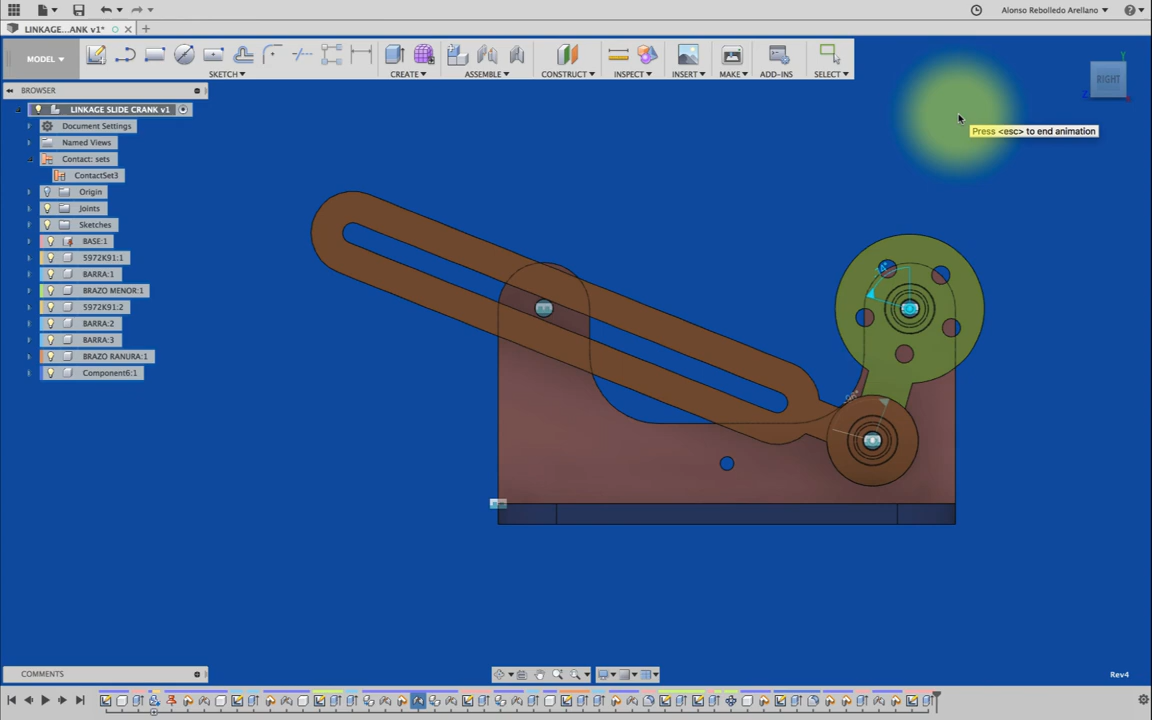 Alonso Rebolledo Arellano
LINKAGE...ANK v1*
MODEL
SKETCH
CREATE
ASSEMBLE
CONSTRUCT
INSPECT
INSERT
MAKE
ADD-INS
SELECT
BROWSER
LINKAGE SLIDE CRANK v1
Document Settings
Named Views
Contact: sets
ContactSet3
Origin
Joints
Sketches
BASE:1
5972K91:1
BARRA:1
BRAZO MENOR:1
5972K91:2
BARRA:2
BARRA:3
BRAZO RANURA:1
Component6:1
Y
RIGHT
Z
Press <esc> to end animation
COMMENTS
Rev4